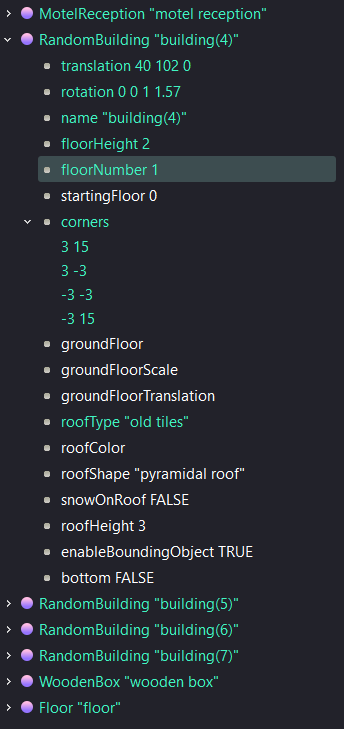 MotelReception "motel reception"
RandomBuilding "building(4)"
translation 40 102 0
rotation 0 0 1 1.57
name "building(4)"
floorHeight 2
floorNumber 1
startingFloor 0
corners
3 15
3 -3
-3 -3
-3 15
groundFloor
groundFloorScale
groundFloorTranslation
roofType "old tiles"
roofColor
roofShape "pyramidal roof"
snowOnRoof FALSE
roofHeight 3
enableBoundingObject TRUE
bottom FALSE
RandomBuilding "building(5)"
RandomBuilding "building(6)"
RandomBuilding "building(7)"
WoodenBox "wooden box"
Floor "floor"